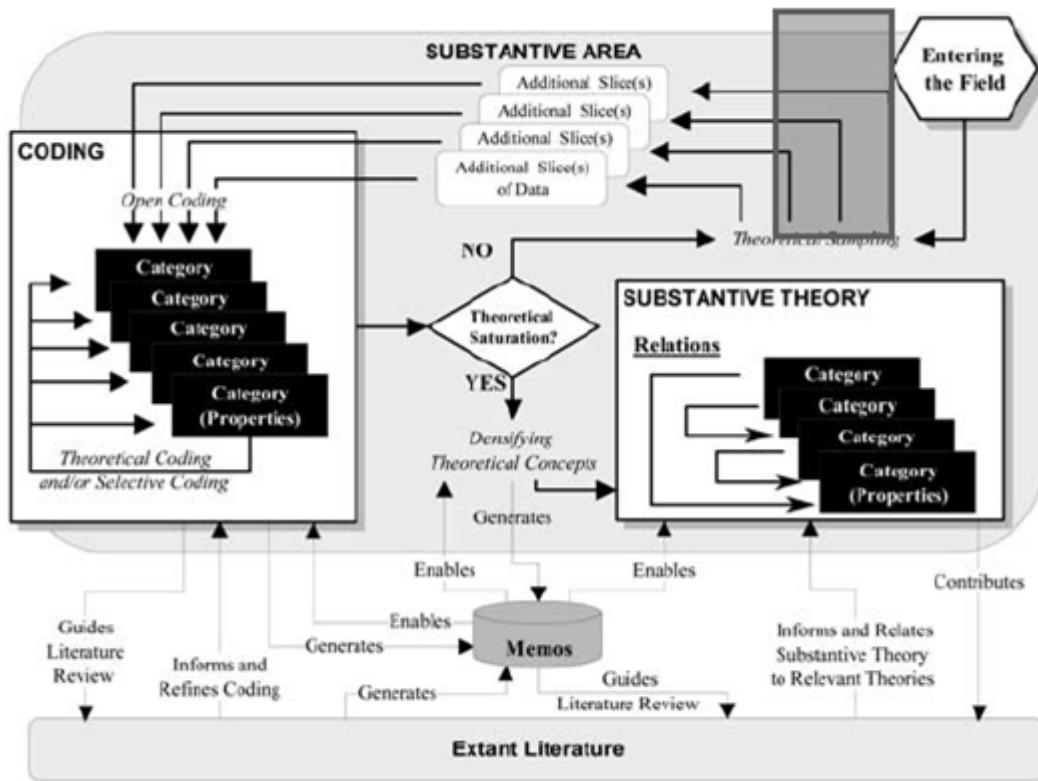 SUBSTANTIVE AREA
Entering
the Field
Additional Slice(s)
Additional Slice(s)
Additional Slice(s)
Additional Slice(s)
of Data
CODING
Open Coding
Category
Category
Category
Category
Category
(Properties)
Theoretical Coding
and/or Selective Coding
NO
Theoretical Sampling
Theoretical
Saturation?
YES
Densifying
Theoretical Concepts
SUBSTANTIVE THEORY
Relations
Category
Category
Category
Category
(Properties)
Generates
Enables
Enables
Contributes
Guides
Literature
Review
Informs and
Refines Coding
Enables
Generates
Generates
Memos
Guides
Literature Review
Informs and Relates
Substantive Theory
to Relevant Theories
Extant Literature